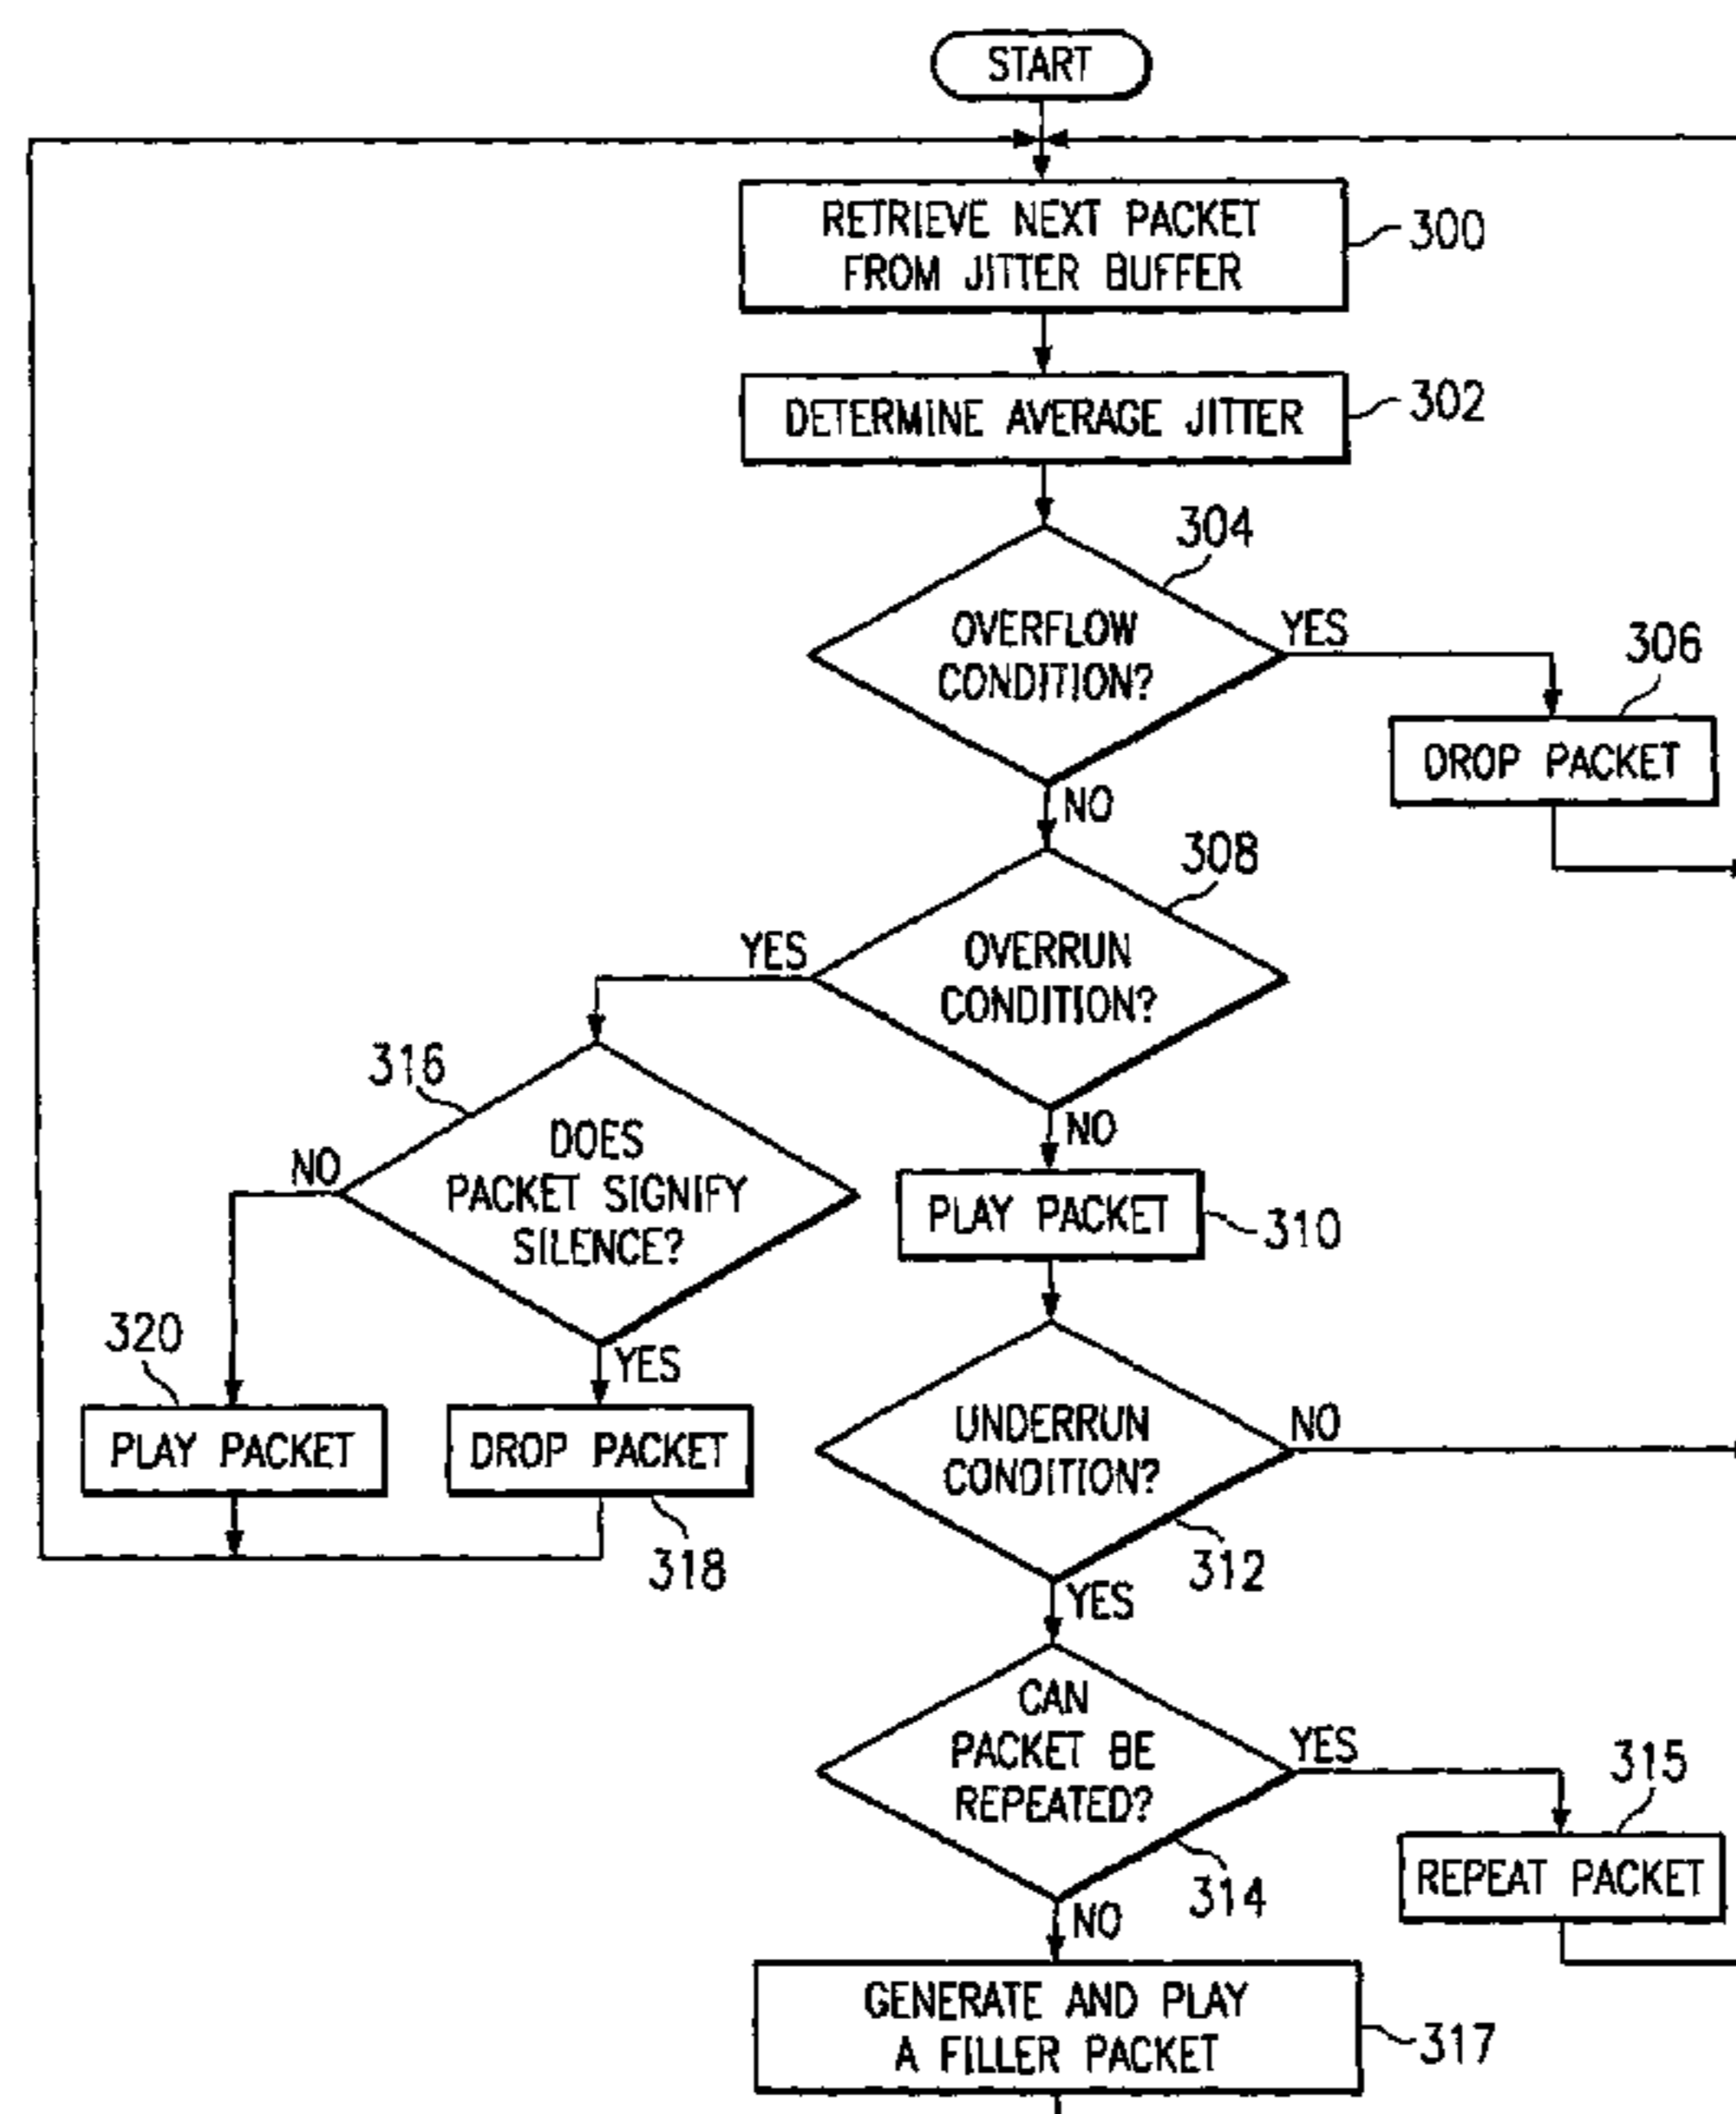 START
RETRIEVE NEXT PACKET
FROM JITTER BUFFER
300
DETERMINE AVERAGE JITTER
302
304
OVERFLOW
CONDITION?
YES
306
DROP PACKET
NO
308
OVERRUN
CONDITION?
YES
NO
316
DOES
PACKET SIGNIFY
SILENCE?
NO
YES
PLAY PACKET
310
320
PLAY PACKET
DROP PACKET
318
UNDERRUN
CONDITION?
NO
312
YES
CAN
PACKET BE
REPEATED?
YES
315
REPEAT PACKET
314
NO
GENERATE AND PLAY
A FILLER PACKET
317